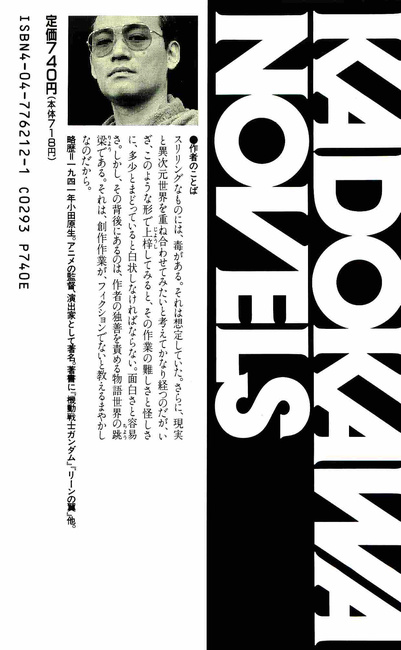 KADOKAWA
NOVELS
●作者のことば
スリリングなものには、毒がある。それは想定していた。さらに、現実
と異次元世界を重ね合わせてみたいと考えてかなり経つのだが、い
ざ、このような形で上梓してみると、その作業の難しさと怪しさ
に、多少とまどっていると白状しなければならない。面白さと容易
さ。しかし、その背後にあるのは、作者の独善を責める物語世界の跳
梁である。それは、創作作業が、フィクションでないと教えるまやかし
なのだから。
略歴=一九四一年小田原生。アニメの監督、演出家として著名。著書に「機動戦士ガンダム」「リーンの翼」他。
定価740円(本体718円)
ISBN4-04-776212-1 C0293 P740E